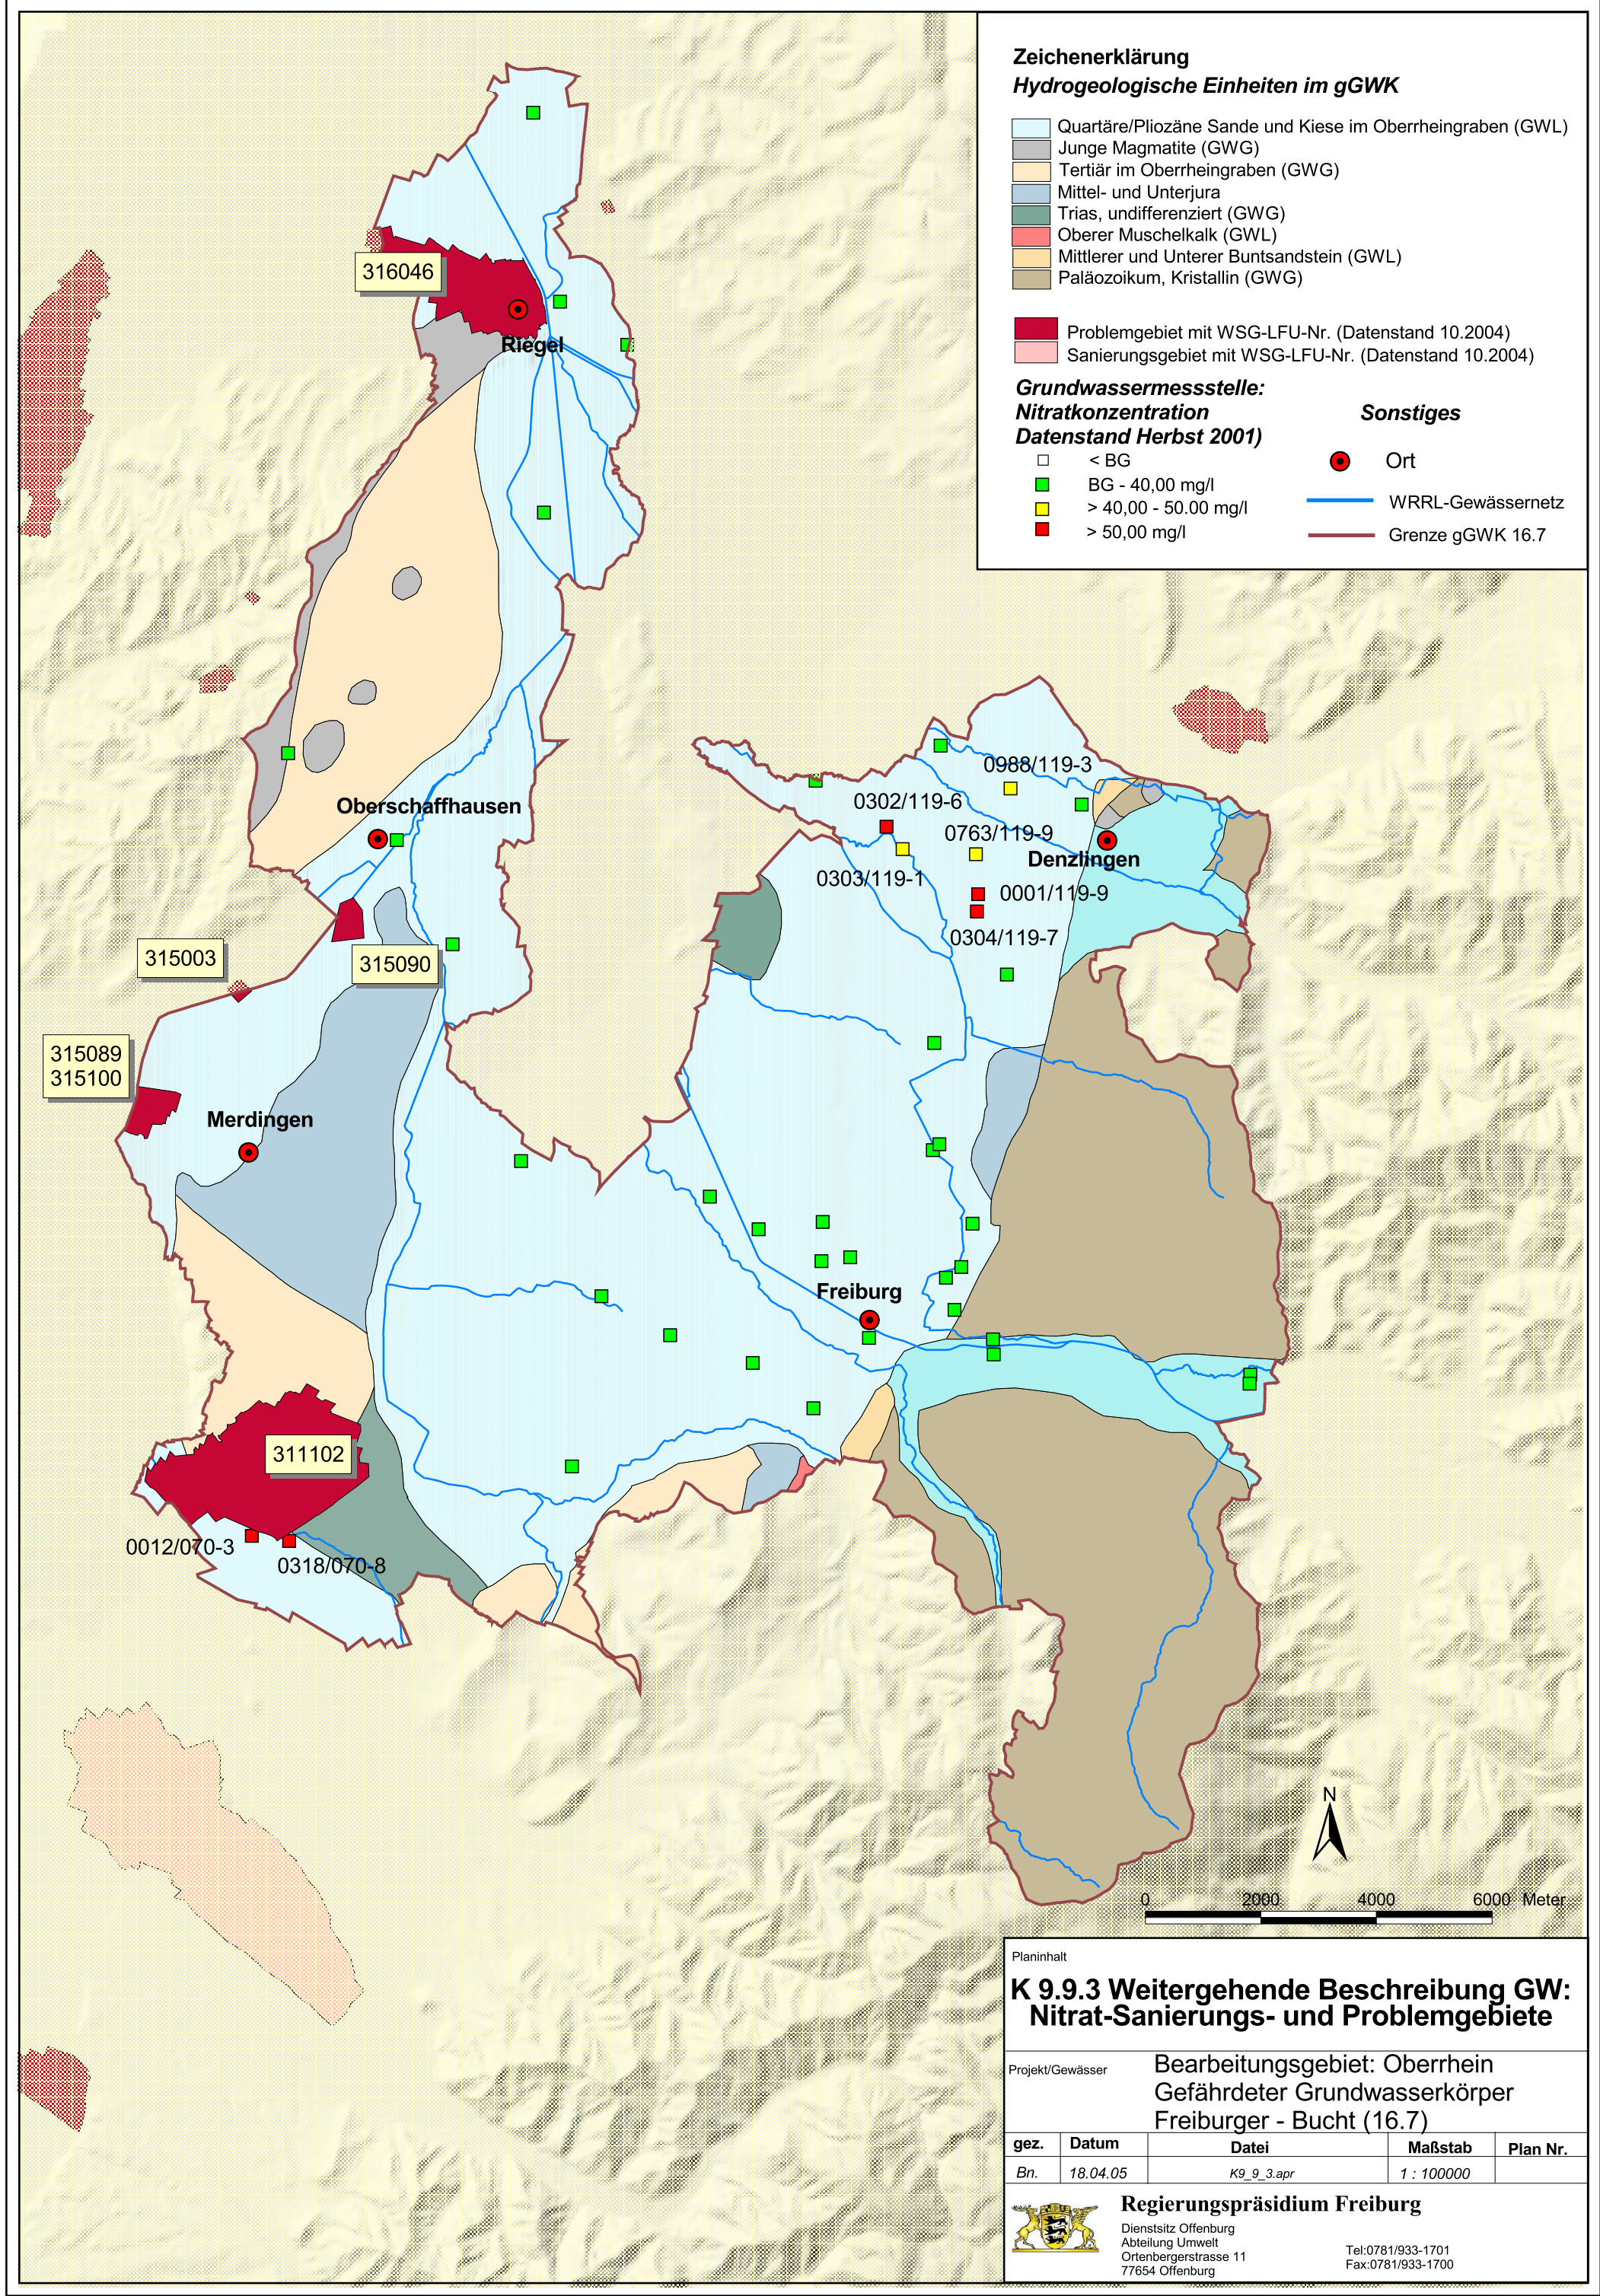 Zeichenerklärung
Hydrogeologische Einheiten im gGWK
Quartäre/Pliozäne Sande und Kiese im Oberrheingraben (GWL)
Junge Magmatite (GWG)
Tertiär im Oberrheingraben (GWG)
Mittel- und Unterjura
Trias, undifferenziert (GWG)
Oberer Muschelkalk (GWL)
Mittlerer und Unterer Buntsandstein (GWL)
Paläozoikum, Kristallin (GWG)
Problemgebiet mit WSG-LFU-Nr. (Datenstand 10.2004)
Sanierungsgebiet mit WSG-LFU-Nr. (Datenstand 10.2004)
Grundwassermessstelle:
Nitratkonzentration
Datenstand Herbst 2001)
< BG
BG - 40,00 mg/l
> 40,00 - 50.00 mg/l
> 50,00 mg/l
Sonstiges
Ort
WRRL-Gewässernetz
Grenze gGWK 16.7
316046
Riegel
0988/119-3
0302/119-6
Oberschaffhausen
0763/119-9
Denzlingen
0303/119-1
0001/119-9
0304/119-7
315003
315090
315089
315100
Merdingen
Freiburg
311102
0012/070-3
0318/070-8
N
0 2000 4000 6000 Meter
Planinhalt
K 9.9.3 Weitergehende Beschreibung GW:
Nitrat-Sanierungs- und Problemgebiete
Projekt/Gewässer
Bearbeitungsgebiet: Oberrhein
Gefährdeter Grundwasserkörper
Freiburger - Bucht (16.7)
gez. Datum Datei Maßstab Plan Nr.
Bn. 18.04.05 K9_9_3.apr 1 : 100000
Regierungspräsidium Freiburg
Dienstsitz Offenburg
Abteilung Umwelt
Ortenbergerstrasse 11
77654 Offenburg
Tel:0781/933-1701
Fax:0781/933-1700